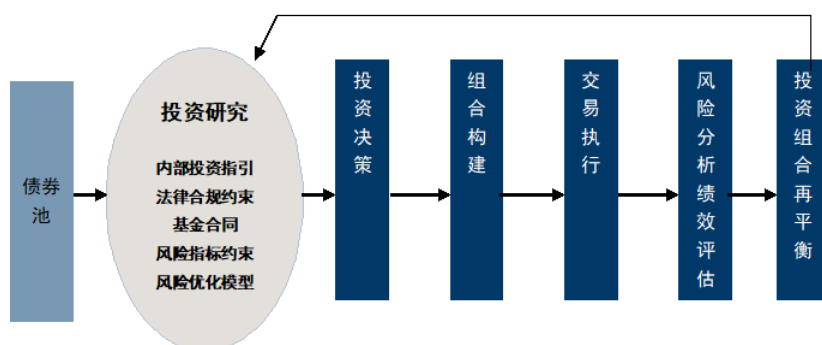 债券
池
投资研究
内部投资指引
法律合规约束
基金合同
风险指标约束
风险优化模型
投资决策
组合构建
交易执行
风险分析绩效评估
投资组合再平衡